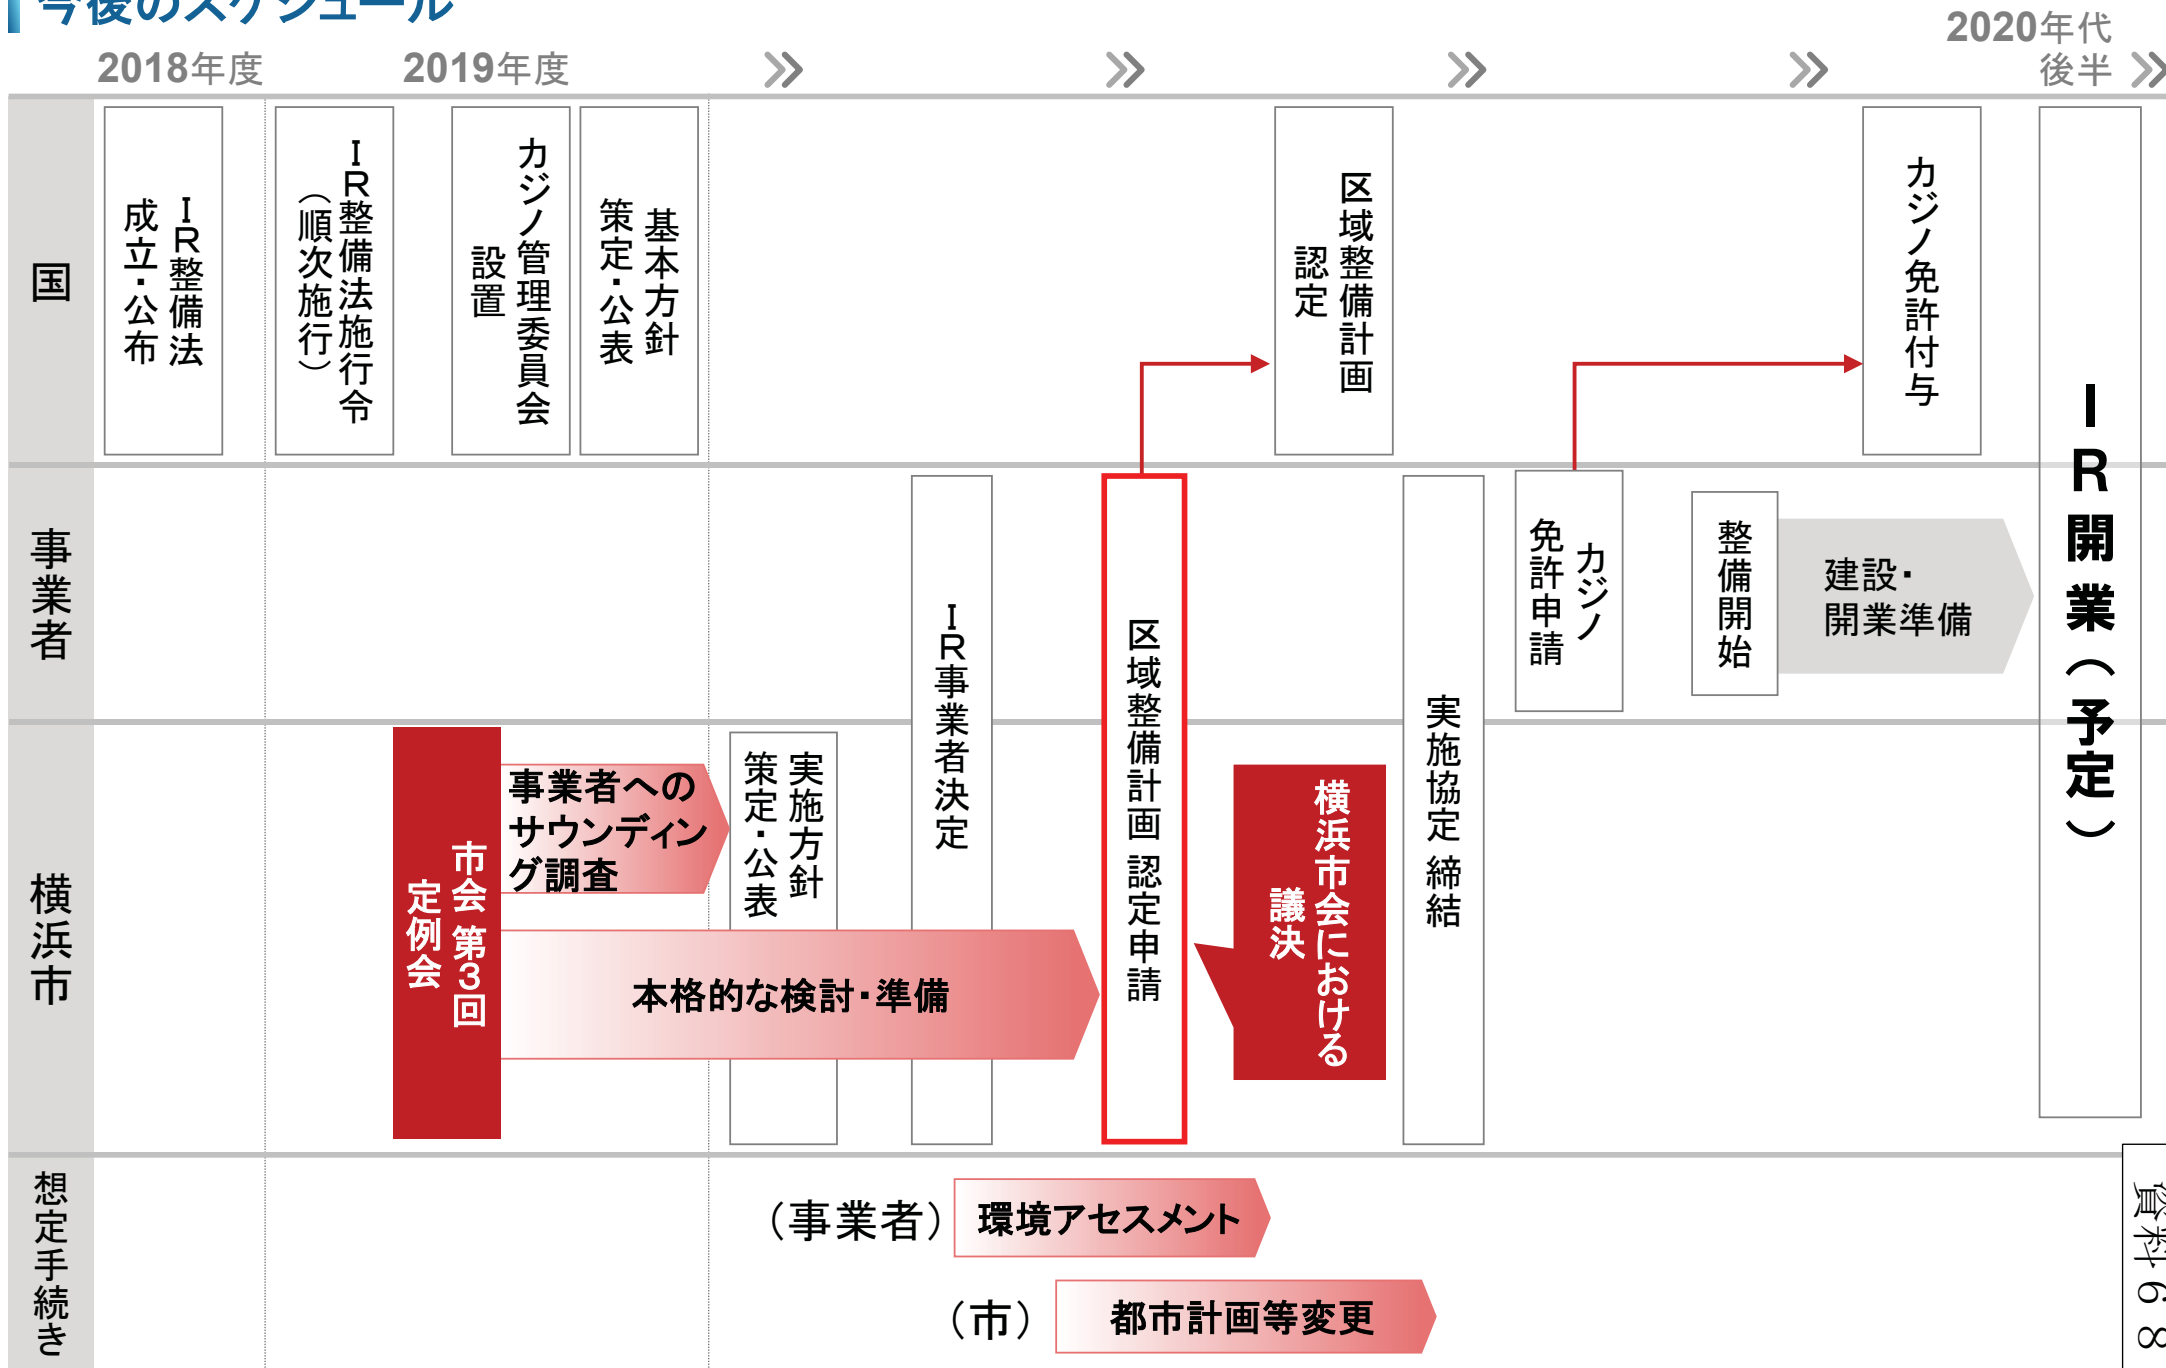 今後のスケジュール
2018年度
2019年度
2020年代
後半
国
ＩＲ整備法
成立・公布
ＩＲ整備法施行令
（順次施行）
カジノ管理委員会
設置
基本方針
策定・公表
区域整備計画
認定
カジノ免許付与
ＩＲ開業（予定）
事業者
ＩＲ事業者決定
区域整備計画 認定申請
実施協定 締結
カジノ
免許申請
整備開始
建設・
開業準備
横浜市
市会 第３回
定例会
事業者への
サウンディン
グ調査
実施方針
策定・公表
本格的な検討・準備
横浜市会における
議決
想定手続き
（事業者）
環境アセスメント
（市）
都市計画等変更
資料６８